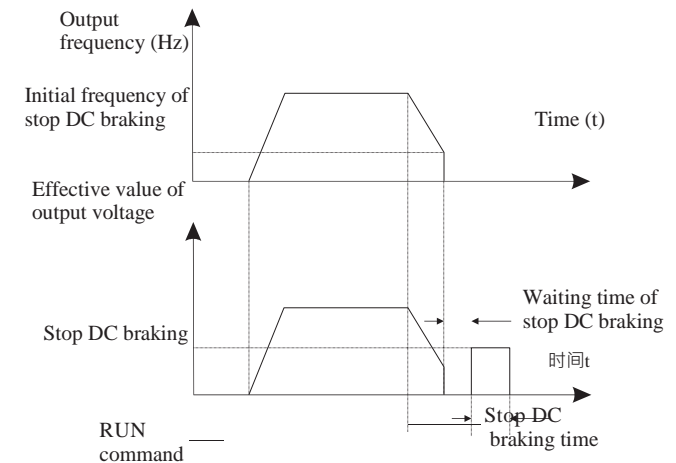 Output
frequency (Hz)
Initial frequency of
stop DC braking
Time (t)
Effective value of
output voltage
Waiting time of
stop DC braking
Stop DC braking
时间t
Stop DC
braking time
RUN
command